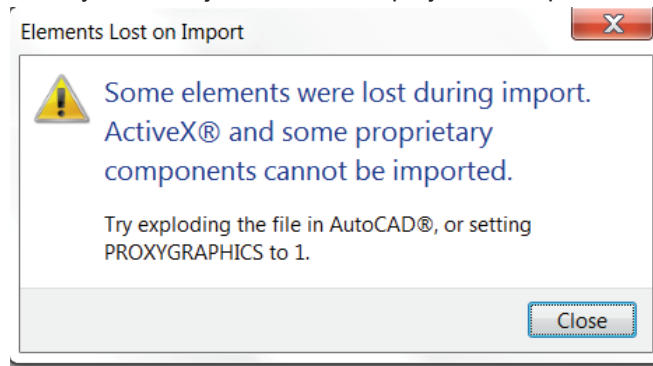 Elements Lost on Import
X
Some elements were lost during import.
ActiveX® and some proprietary
components cannot be imported.
Try exploding the file in AutoCAD®, or setting
PROXYGRAPHICS to 1.
Close